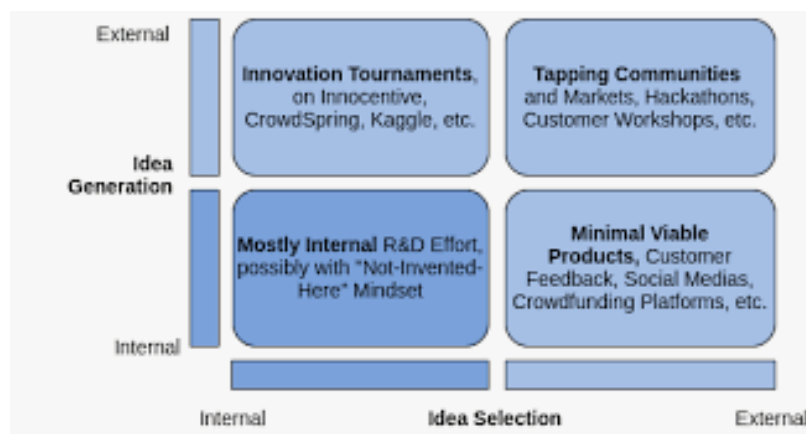 External
Innovation Tournaments,
on Innocentive,
CrowdSpring, Kaggle, etc.
Tapping Communities
and Markets, Hackathons,
Customer Workshops, etc.
Idea
Generation
Mostly Internal R&D Effort,
possibly with "Not-Invented-
Here" Mindset
Minimal Viable
Products, Customer
Feedback, Social Medias,
Crowdfunding Platforms, etc.
Internal
Internal
Idea Selection
External